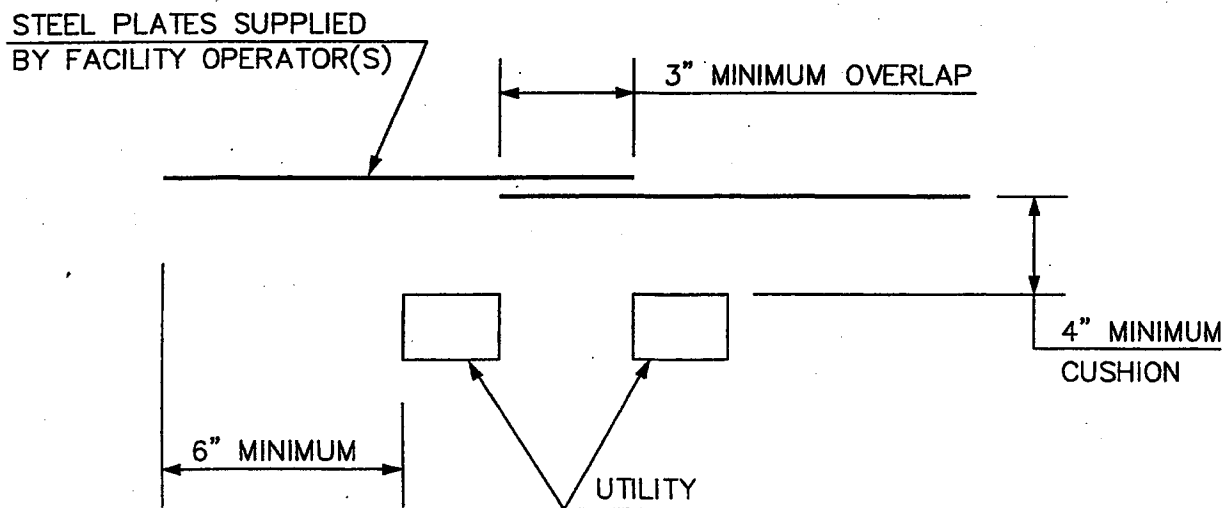 STEEL PLATES SUPPLIED
BY FACILITY OPERATOR(S)
3" MINIMUM OVERLAP
4" MINIMUM
CUSHION
6" MINIMUM
UTILITY